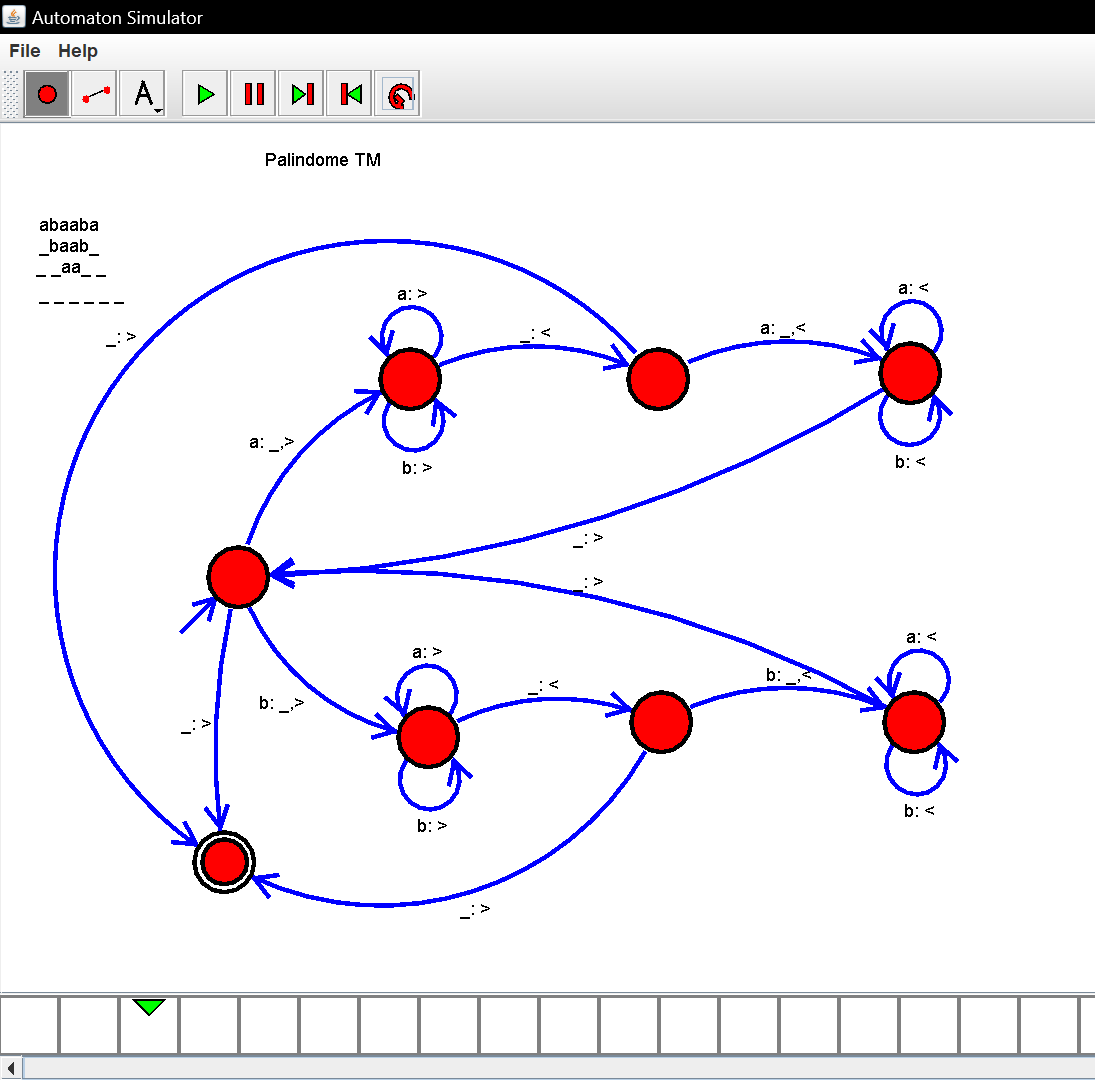 Automaton Simulator
File Help
A
Palindome TM
abaaba
_baab_
_ _aa_ _
_ _ _ _ _ _
_: >
a: >
_: <
a: _,<
a: <
b: >
b: <
a: _,>
_: >
_: >
a: <
a: >
_: <
b: _,<
b: _,>
_: >
b: >
b: <
_: >